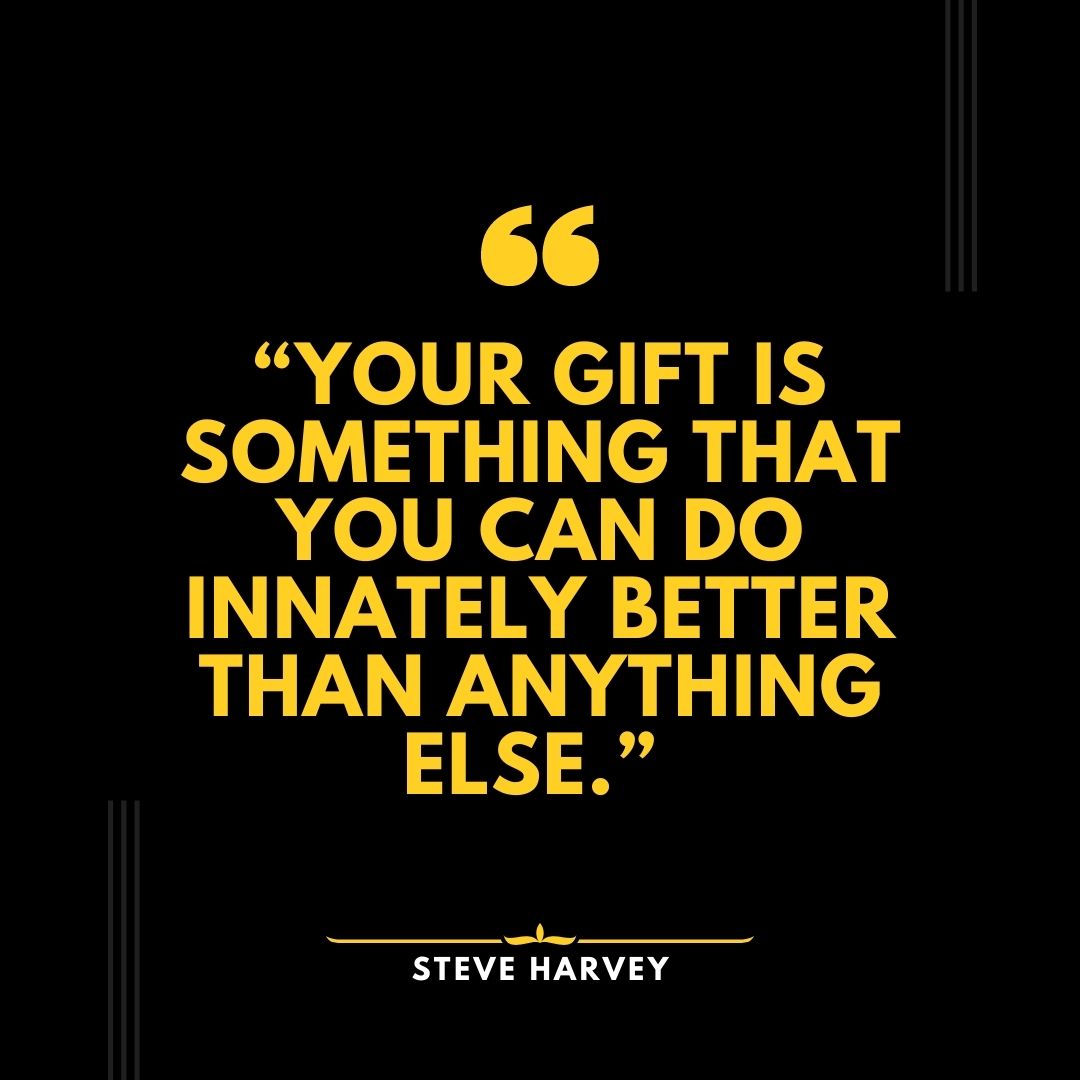 “
“YOUR GIFT IS
SOMETHING THAT
YOU CAN DO
INNATELY BETTER
THAN ANYTHING
ELSE.”
STEVE HARVEY